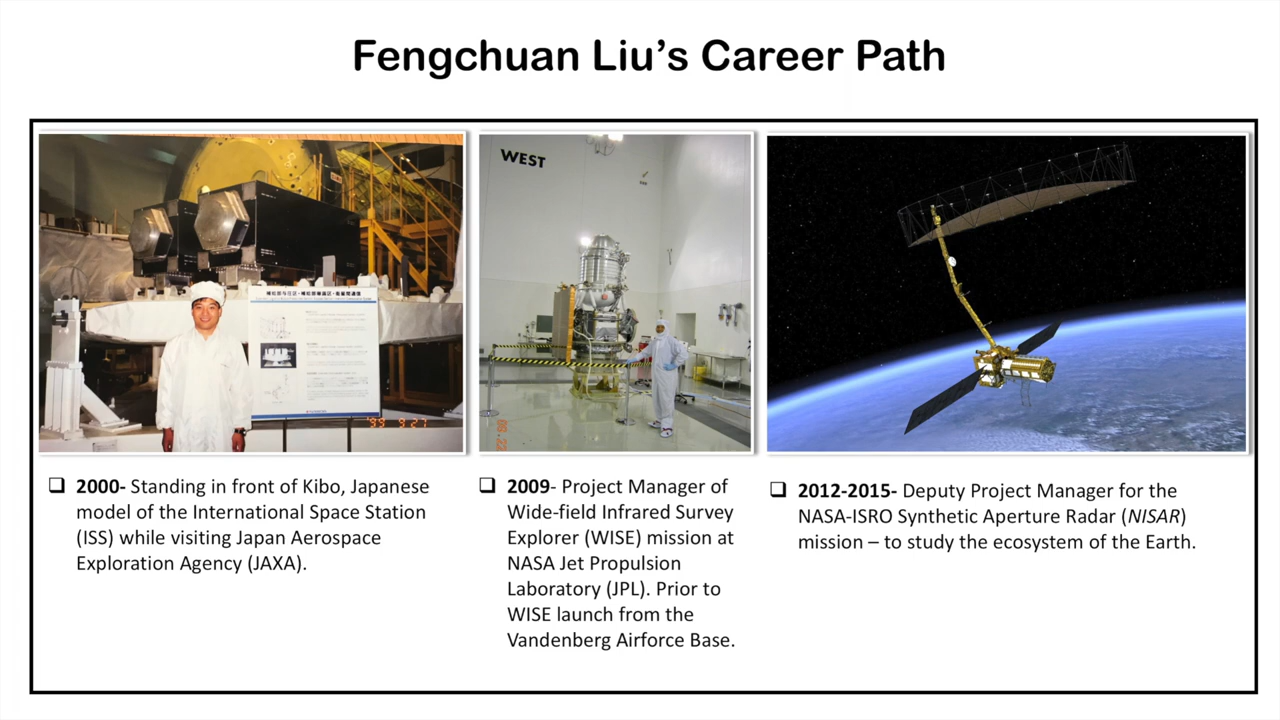 Fengchuan Liu’s Career Path
WEST
'99 9 27
❑ 2000- Standing in front of Kibo, Japanese
model of the International Space Station
(ISS) while visiting Japan Aerospace
Exploration Agency (JAXA).
❑ 2009- Project Manager of
Wide-field Infrared Survey
Explorer (WISE) mission at
NASA Jet Propulsion
Laboratory (JPL). Prior to
WISE launch from the
Vandenberg Airforce Base.
❑ 2012-2015- Deputy Project Manager for the
NASA-ISRO Synthetic Aperture Radar (NISAR)
mission – to study the ecosystem of the Earth.